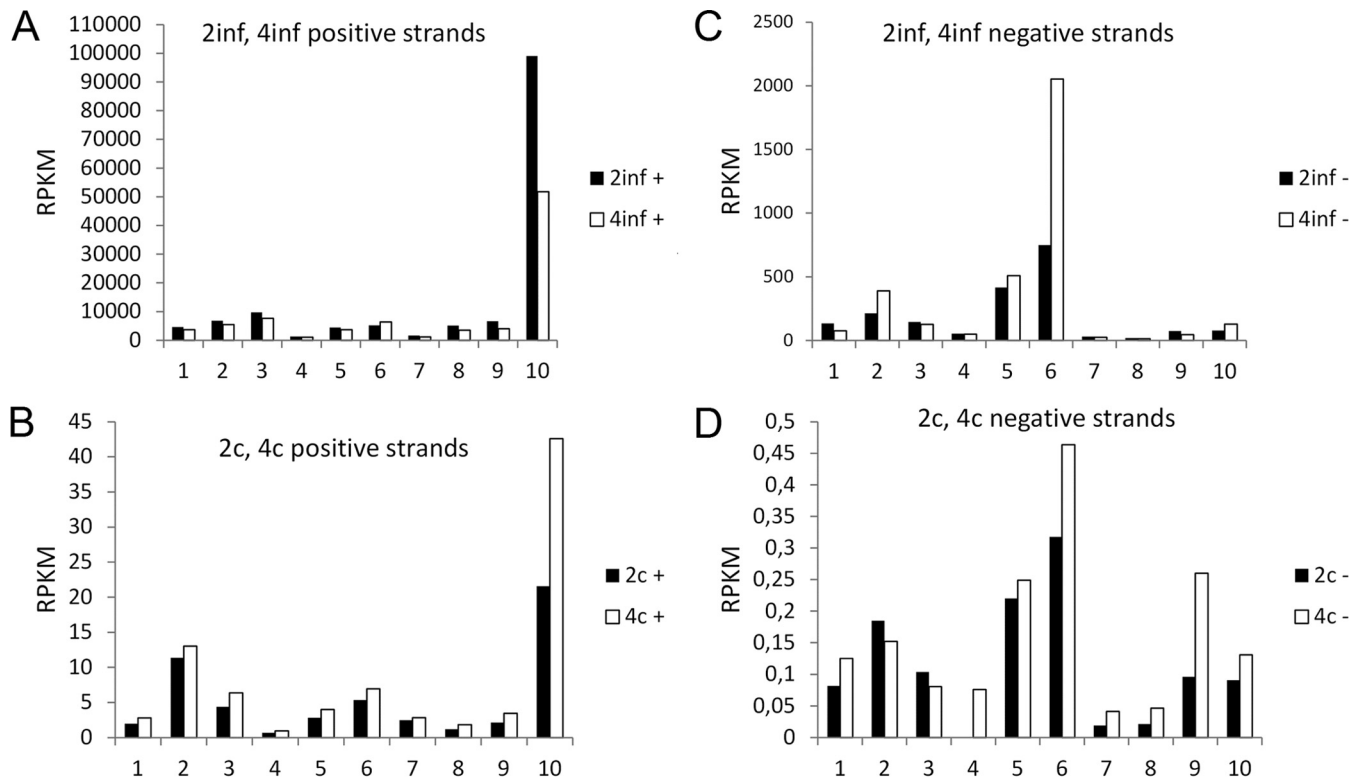 A
2inf, 4inf positive strands
RPKM
110000
100000
90000
80000
70000
60000
50000
40000
30000
20000
10000
0
1 2 3 4 5 6 7 8 9 10
2inf +
4inf +
C
2inf, 4inf negative strands
RPKM
2500
2000
1500
1000
500
0
1 2 3 4 5 6 7 8 9 10
2inf -
4inf -
B
2c, 4c positive strands
RPKM
45
40
35
30
25
20
15
10
5
0
1 2 3 4 5 6 7 8 9 10
2c +
4c +
D
2c, 4c negative strands
RPKM
0,5
0,45
0,4
0,35
0,3
0,25
0,2
0,15
0,1
0,05
0
1 2 3 4 5 6 7 8 9 10
2c -
4c -